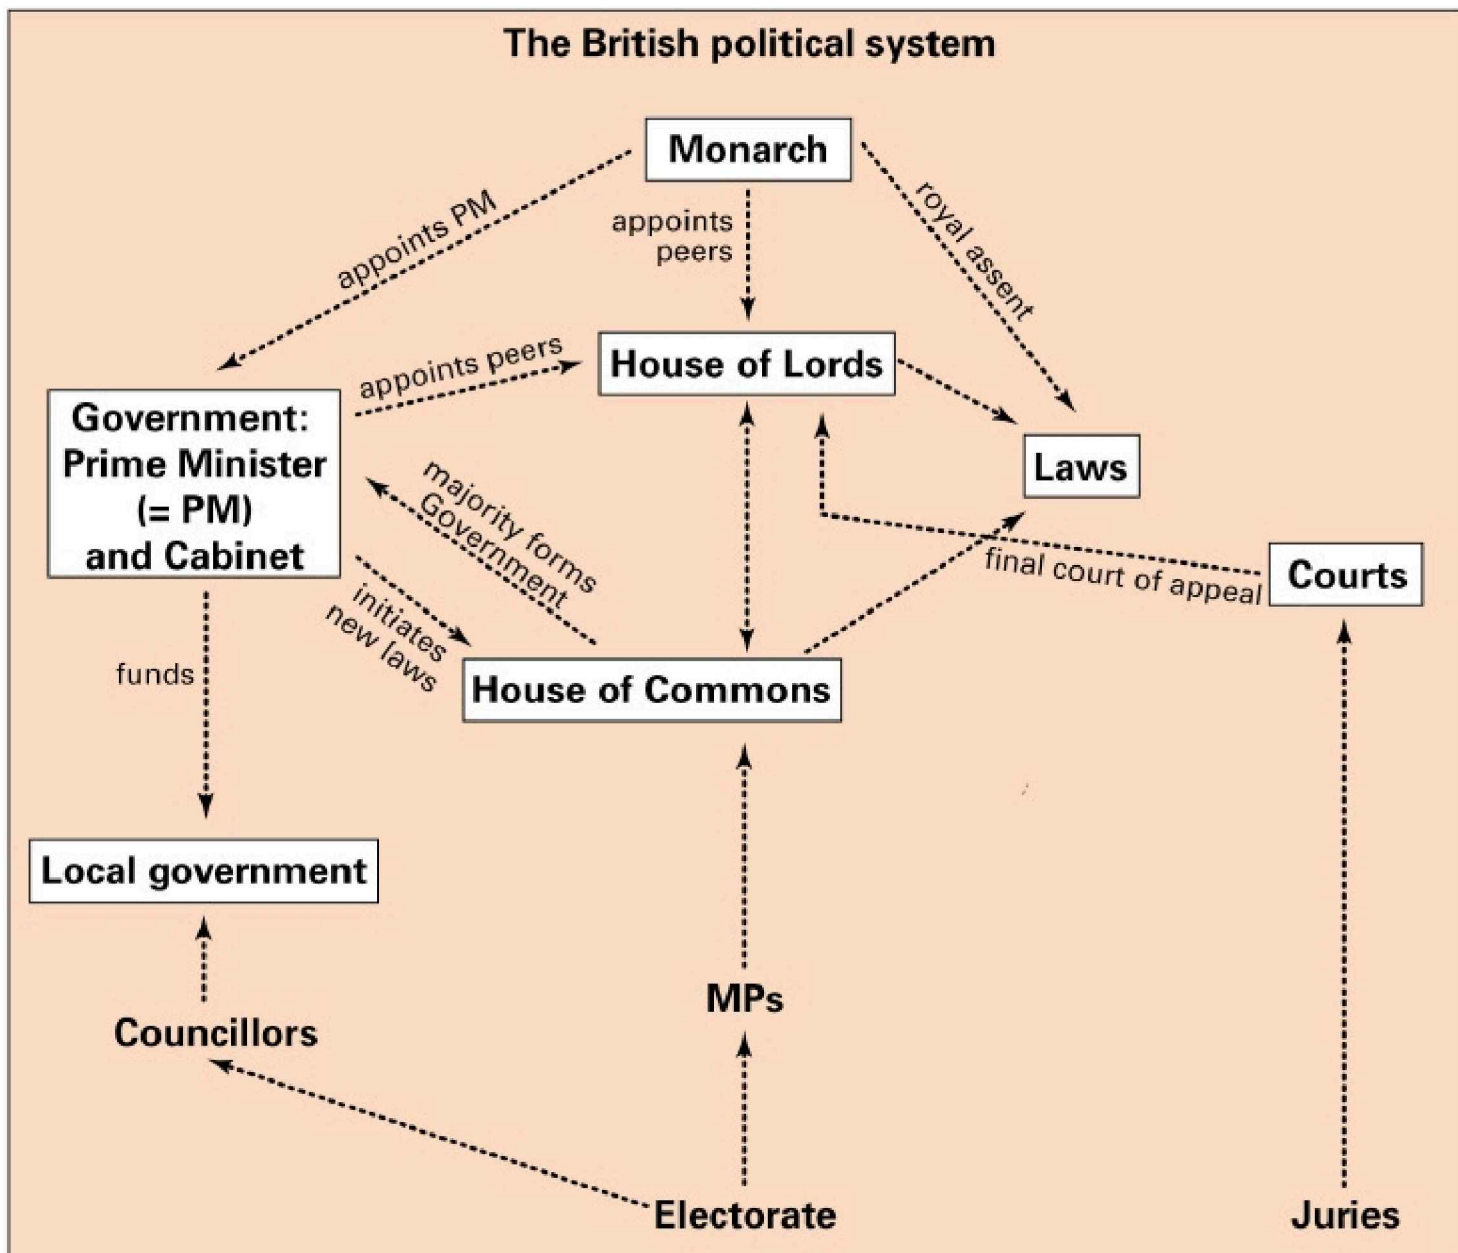 The British political system
Monarch
appoints PM
appoints
peers
royal assent
appoints peers
House of Lords
Government:
Prime Minister
(= PM)
and Cabinet
Laws
majority forms
Government
final court of appeal
Courts
initiates
new laws
funds
House of Commons
Local government
MPs
Councillors
Electorate
Juries